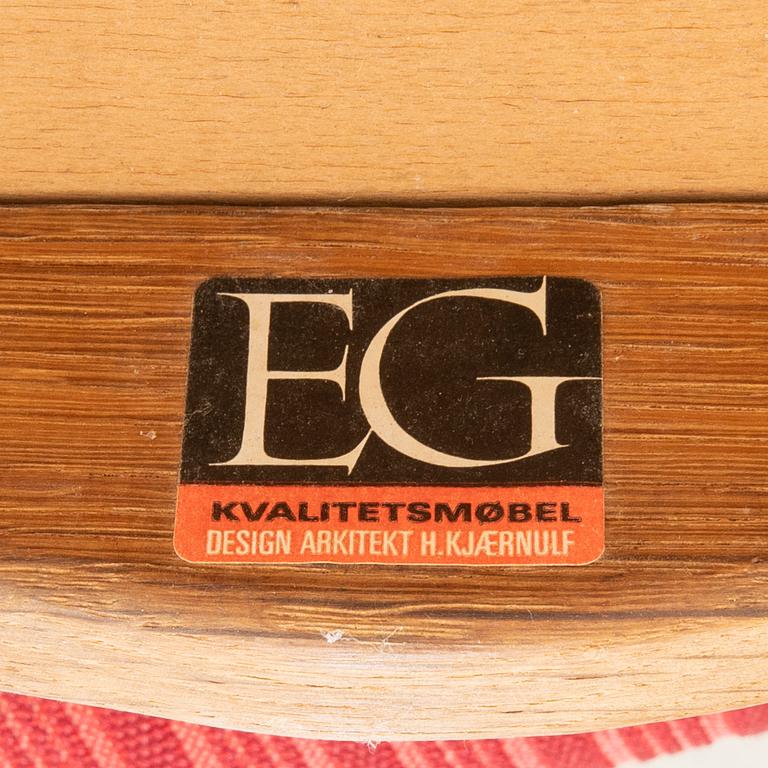 EG
KVALITETSMØBEL
DESIGN ARKITEKT H.KJÆRNULF